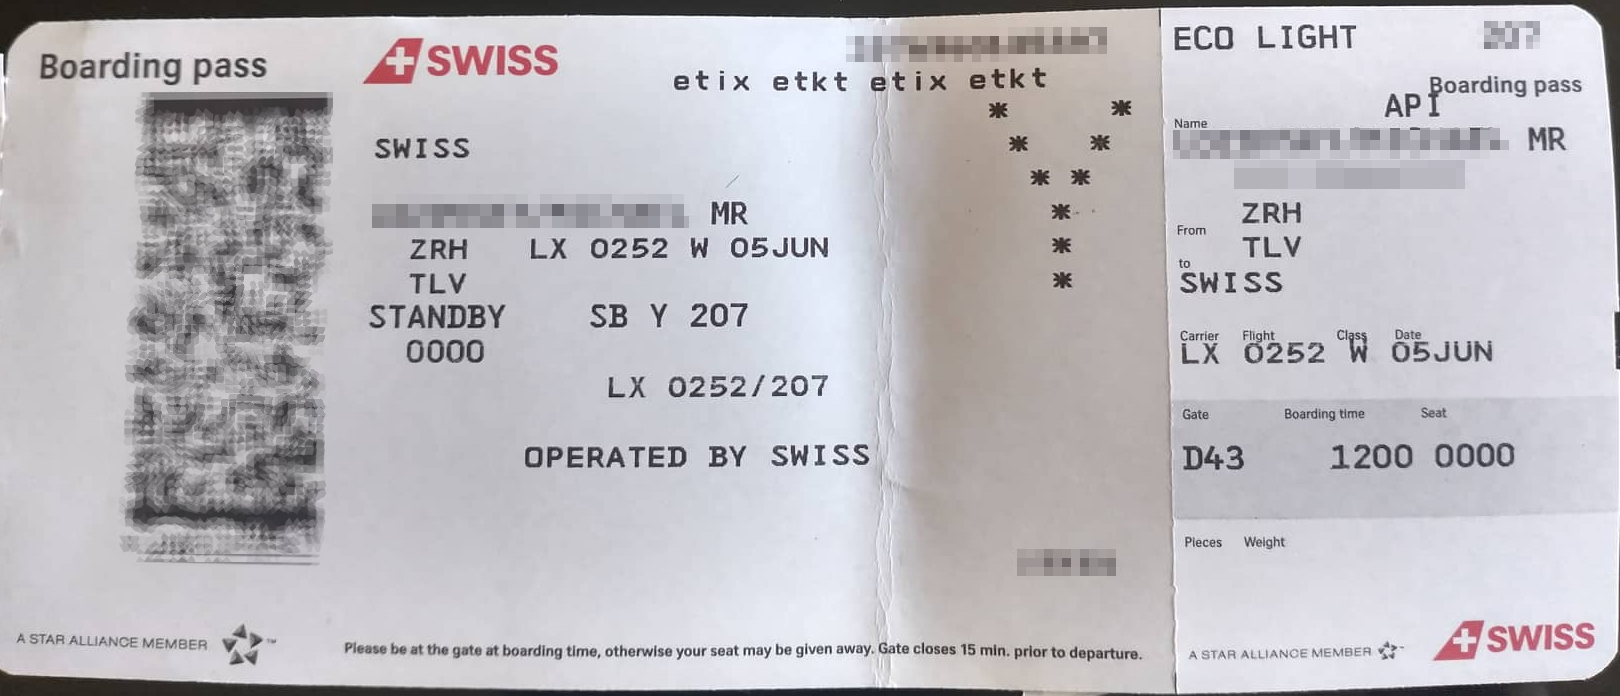 Boarding pass
SWISS
etix etkt etix etkt
SWISS
MR
ZRH LX 0252 W 05JUN
TLV
STANDBY SB Y 207
0000
LX 0252/207
OPERATED BY SWISS
* *
* *
* *
*
*
*
A STAR ALLIANCE MEMBER ™
Please be at the gate at boarding time, otherwise your seat may be given away. Gate closes 15 min. prior to departure.
ECO LIGHT
Boarding pass
API
Name
MR
ZRH
From
TLV
to
SWISS
Carrier Flight Class Date
LX 0252 W 05JUN
Gate Boarding time Seat
D43 1200 0000
Pieces Weight
A STAR ALLIANCE MEMBER
SWISS